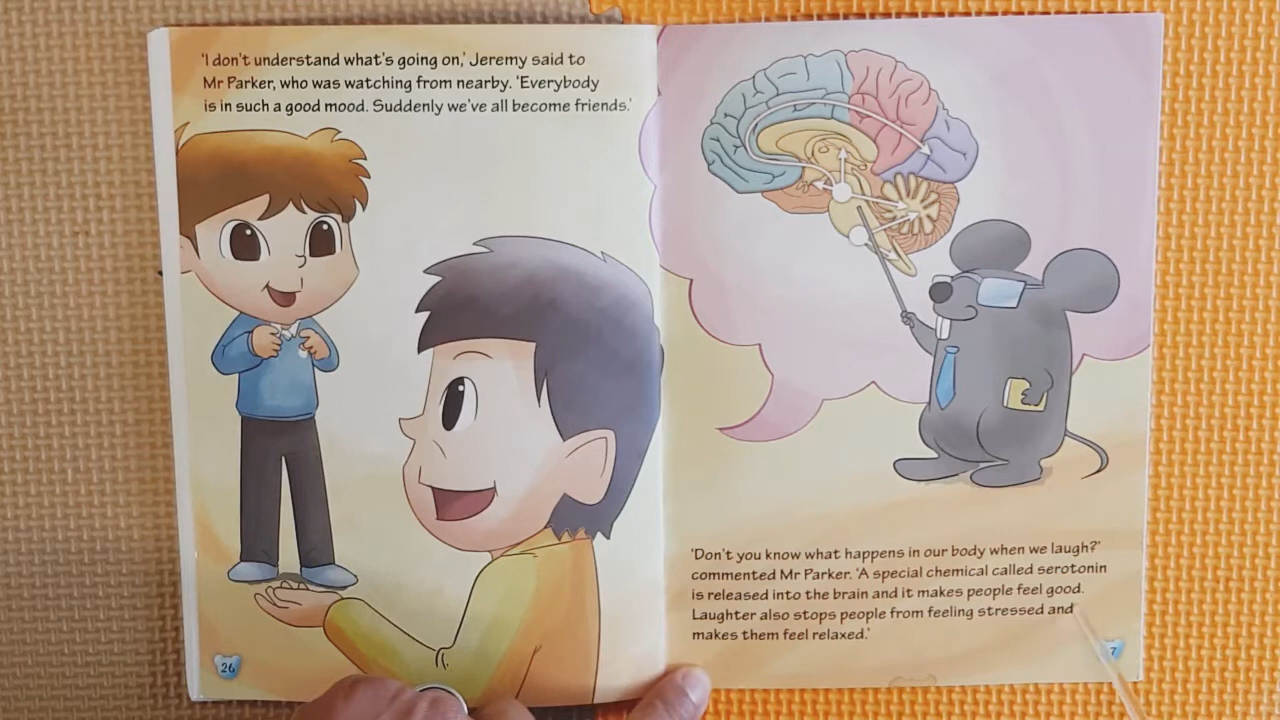 ‘I don't understand what's going on,’ Jeremy said to
Mr Parker, who was watching from nearby. ‘Everybody
is in such a good mood. Suddenly we've all become friends.’
26
‘Don't you know what happens in our body when we laugh?’
commented Mr Parker. ‘A special chemical called serotonin
is released into the brain and it makes people feel good.
Laughter also stops people from feeling stressed and
makes them feel relaxed.’
7